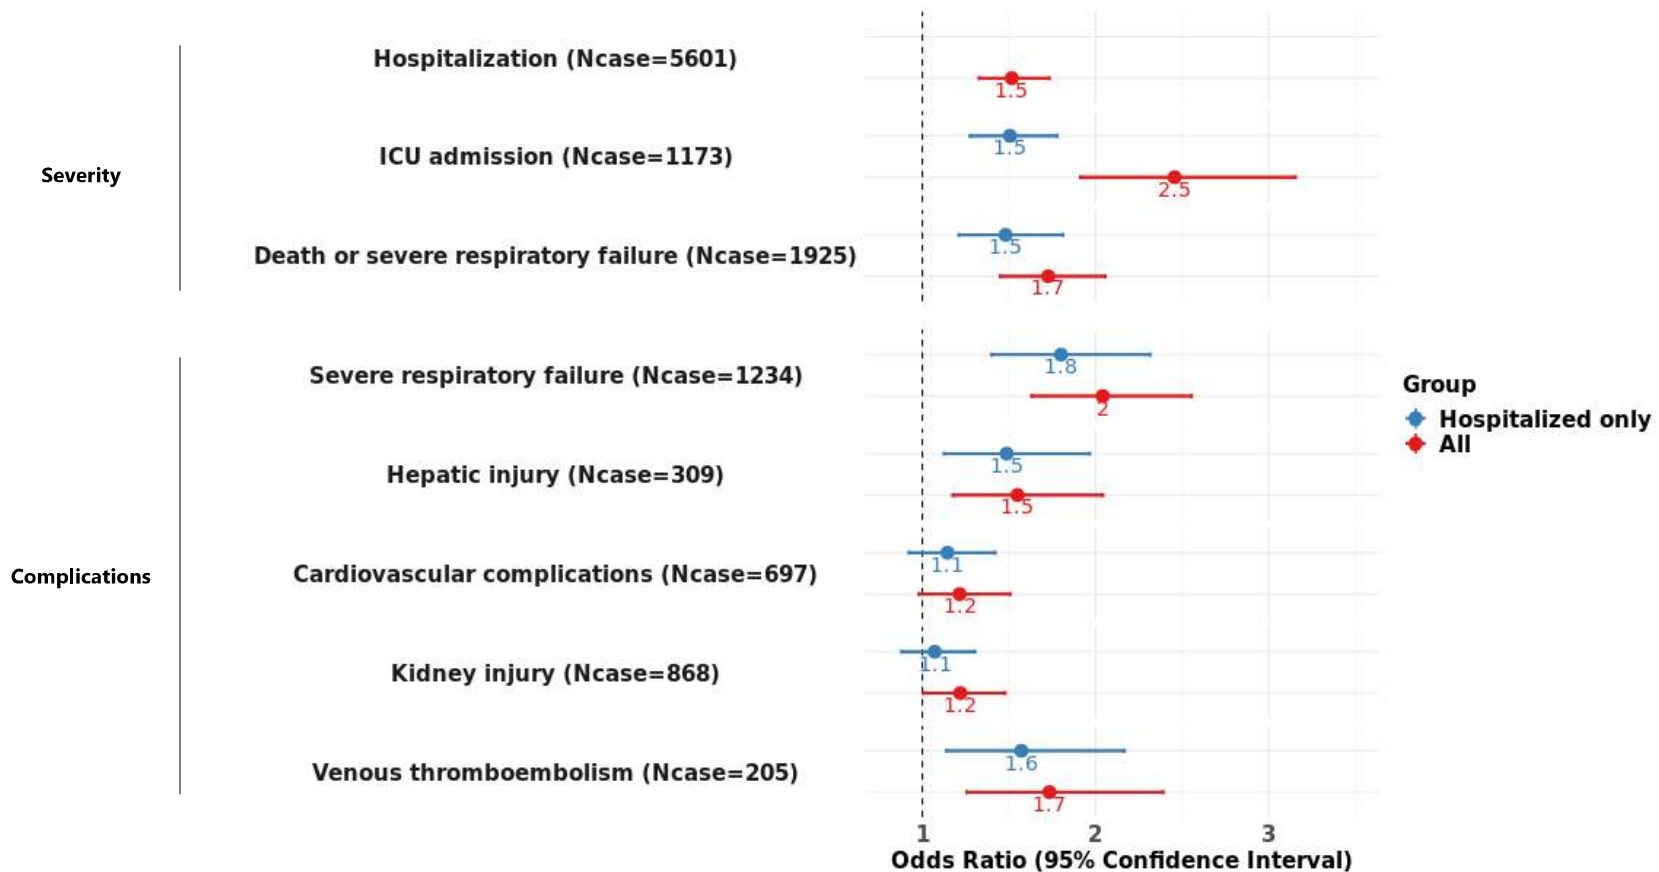 Severity
Hospitalization (Ncase=5601)
1.5
ICU admission (Ncase=1173)
1.5
2.5
Death or severe respiratory failure (Ncase=1925)
1.5
1.7
Complications
Severe respiratory failure (Ncase=1234)
1.8
2
Hepatic injury (Ncase=309)
1.5
1.5
Cardiovascular complications (Ncase=697)
1.1
1.2
Kidney injury (Ncase=868)
1.1
1.2
Venous thromboembolism (Ncase=205)
1.6
1.7
1 2 3
Odds Ratio (95% Confidence Interval)
Group
Hospitalized only
All